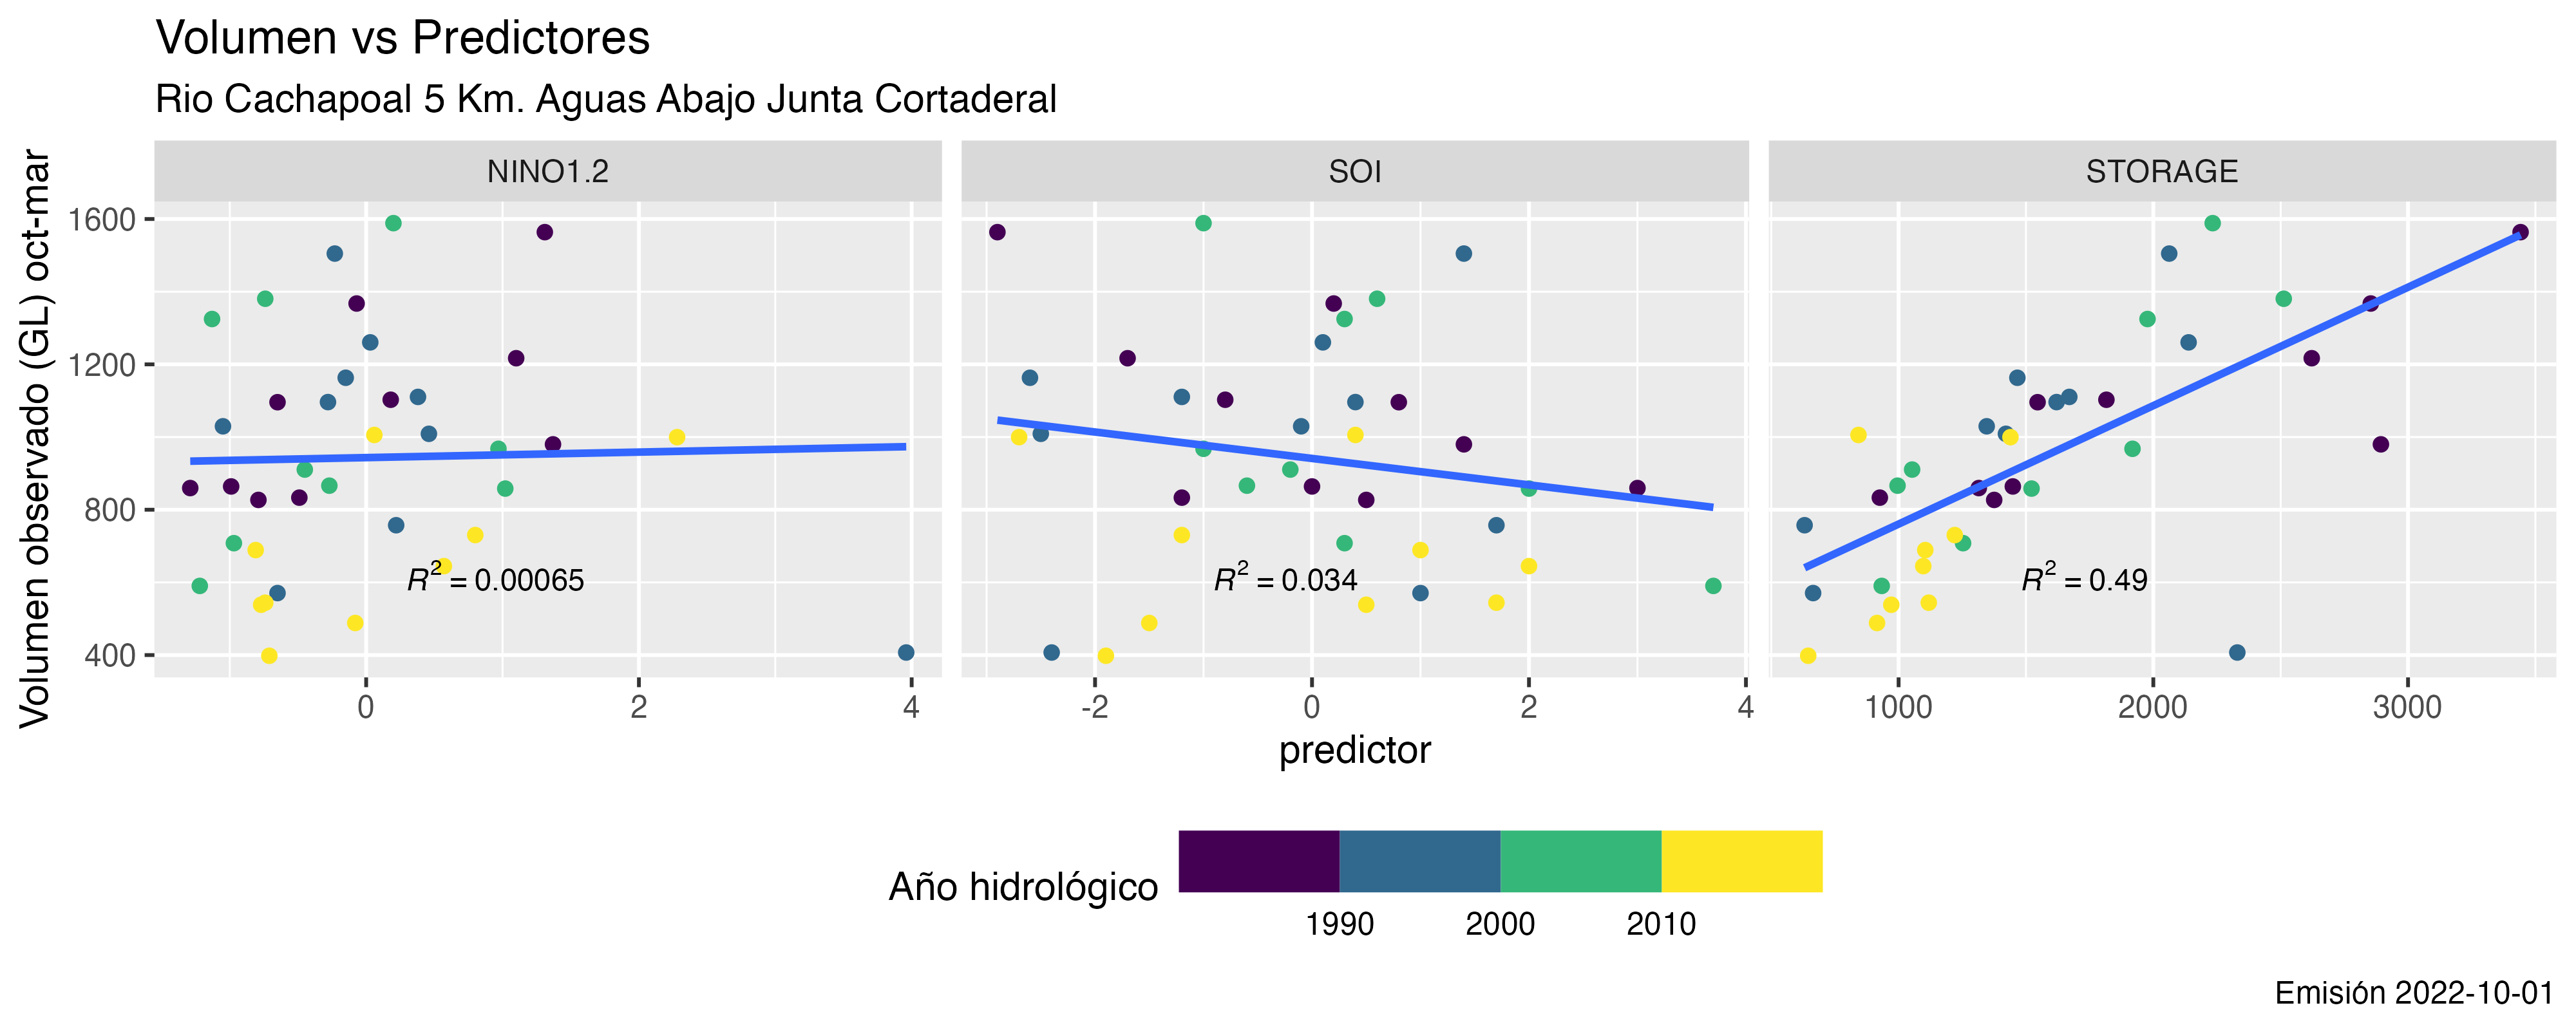 Volumen vs Predictores
Rio Cachapoal 5 Km. Aguas Abajo Junta Cortaderal
NINO1.2
SOI
STORAGE
Volumen observado (GL) oct-mar
1600
1200
800
400
R² = 0.00065
R² = 0.034
R² = 0.49
0 2 4
-2 0 2 4
1000 2000 3000
predictor
Año hidrológico
1990 2000 2010
Emisión 2022-10-01